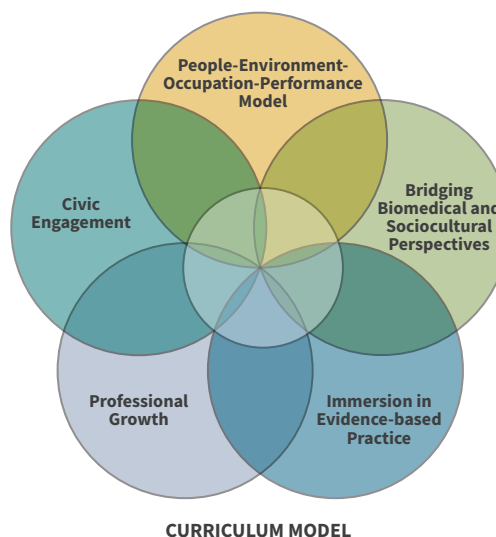 People-Environment-
Occupation-Performance
Model
Civic
Engagement
Bridging
Biomedical and
Sociocultural
Perspectives
Professional
Growth
Immersion in
Evidence-based
Practice
CURRICULUM MODEL